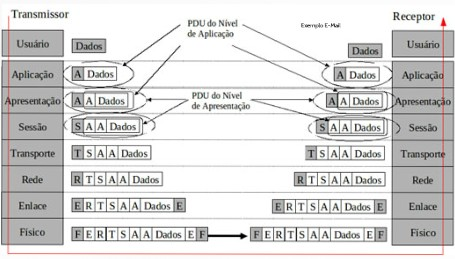 Transmissor
PDU do Nível
de Aplicação
Exemplo E-Mail
Receptor
Usuário
Dados
Dados
Usuário
Aplicação
A Dados
A Dados
Aplicação
Apresentação
A A Dados
PDU do Nível
de Apresentação
A A Dados
Apresentação
Sessão
S A A Dados
S A A Dados
Sessão
Transporte
T S A A Dados
T S A A Dados
Transporte
Rede
R T S A A Dados
R T S A A Dados
Rede
Enlace
E R T S A A Dados E
E R T S A A Dados E
Enlace
Físico
F E R T S A A Dados E F
F E R T S A A Dados E F
Físico